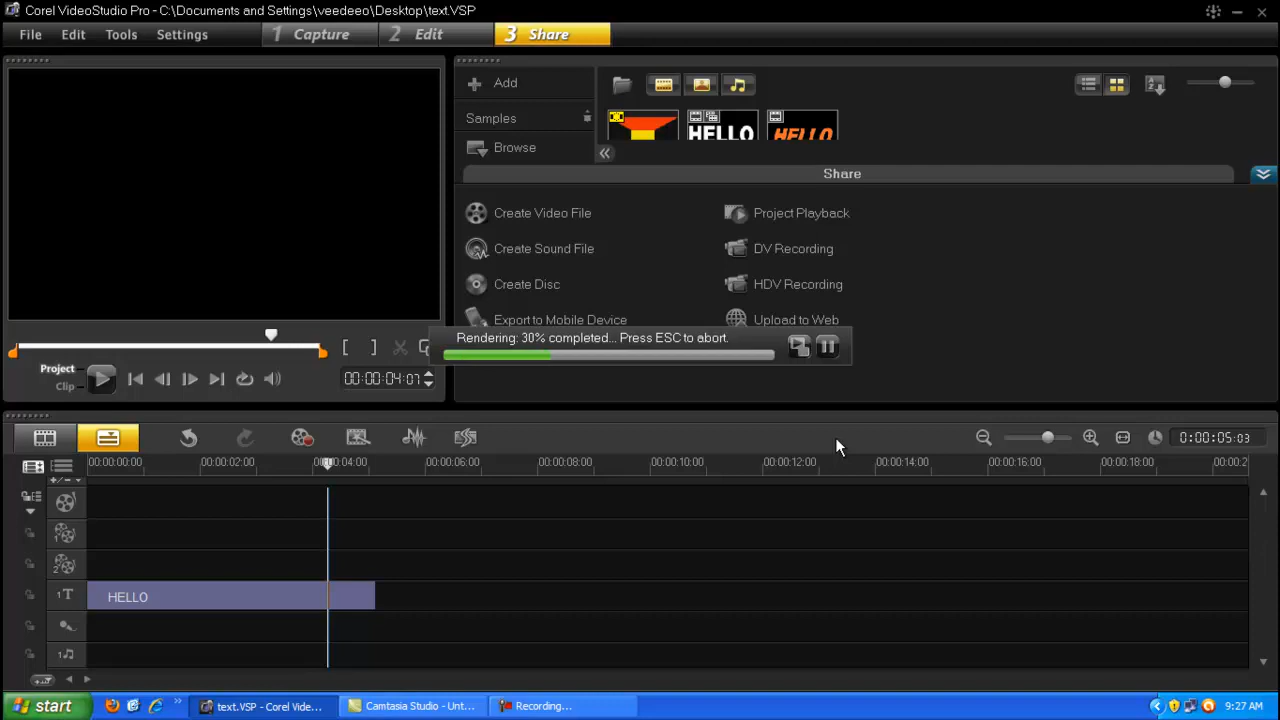 Corel VideoStudio Pro - C:\Documents and Settings\veedeeo\Desktop\text.VSP
File Edit Tools Settings 1 Capture 2 Edit 3 Share
Add
Samples
Browse
HELLO HELLO
Share
Create Video File
Project Playback
Create Sound File
DV Recording
Create Disc
HDV Recording
Export to Mobile Device
Upload to Web
Rendering: 30% completed... Press ESC to abort.
Project
Clip
00:00:04:07
0:00:05:03
00:00:00:00 00:00:02:00 00:00:04:00 00:00:06:00 00:00:08:00 00:00:10:00 00:00:12:00 00:00:14:00 00:00:16:00 00:00:18:00 00:00:2
1
2
1T HELLO
1
start
text.VSP - Corel Vide...
Camtasia Studio - Unt...
Recording...
9:27 AM